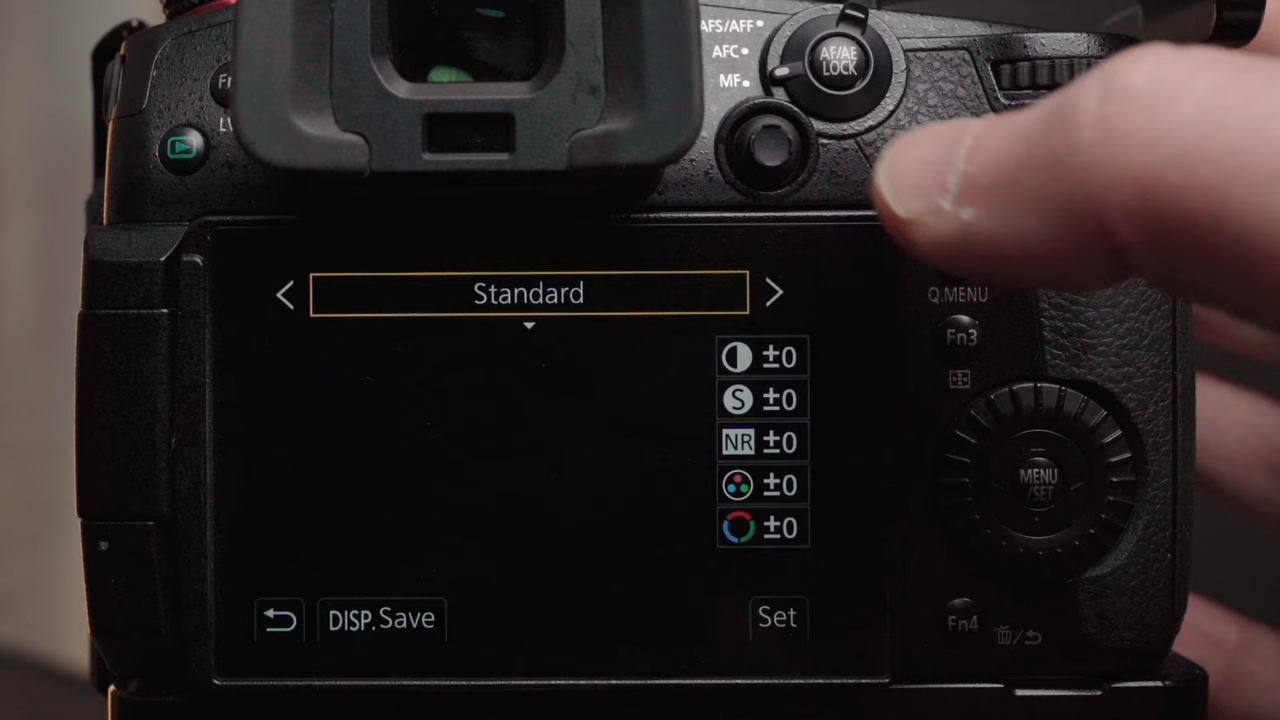 AFS/AFF•
AFC•
MF•
AF/AE
LOCK
Standard
±0
S ±0
NR ±0
±0
±0
DISP. Save
Set
Q.MENU
Fn3
MENU
/SET
Fn4